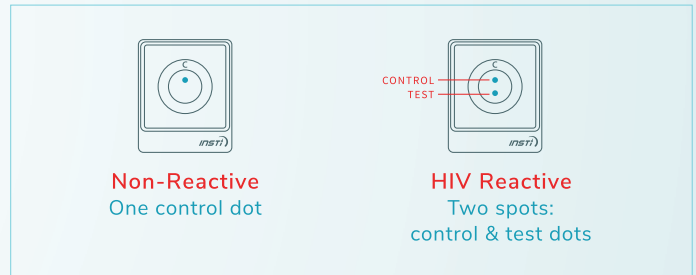 C
INSTi
Non-Reactive
One control dot
C
CONTROL
TEST
INSTi
HIV Reactive
Two spots:
control & test dots